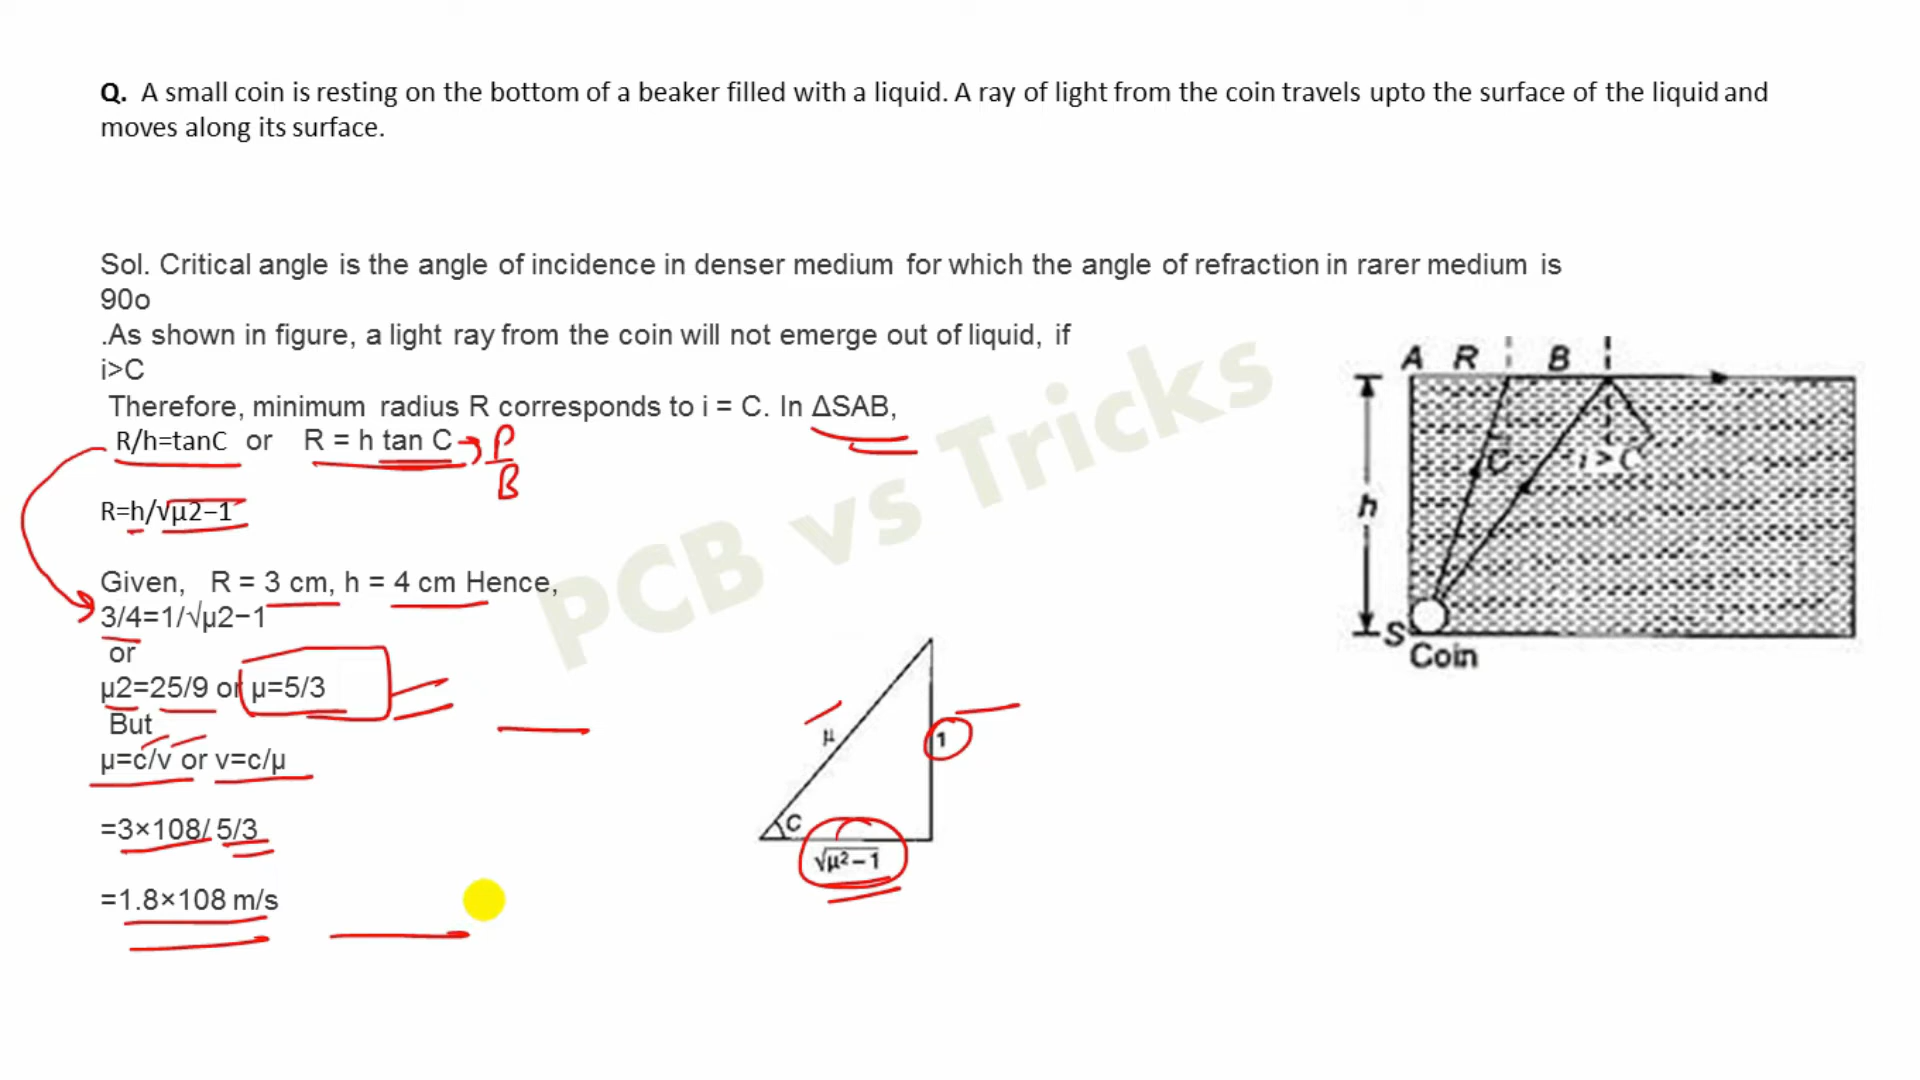 Q. A small coin is resting on the bottom of a beaker filled with a liquid. A ray of light from the coin travels upto the surface of the liquid and
moves along its surface.
Sol. Critical angle is the angle of incidence in denser medium for which the angle of refraction in rarer medium is
90o
.As shown in figure, a light ray from the coin will not emerge out of liquid, if
i>C
Therefore, minimum radius R corresponds to i = C. In ΔSAB,
R/h=tanC or R = h tan C → P/B
R=h/√μ2−1
Given, R = 3 cm, h = 4 cm Hence,
3/4=1/√μ2−1
or
μ2=25/9 or μ=5/3
But
μ=c/v or v=c/μ
=3×108/ 5/3
=1.8×108 m/s
PCB vs Tricks
μ
1
C
√μ²−1
A R B
C
i>C
h
S
Coin